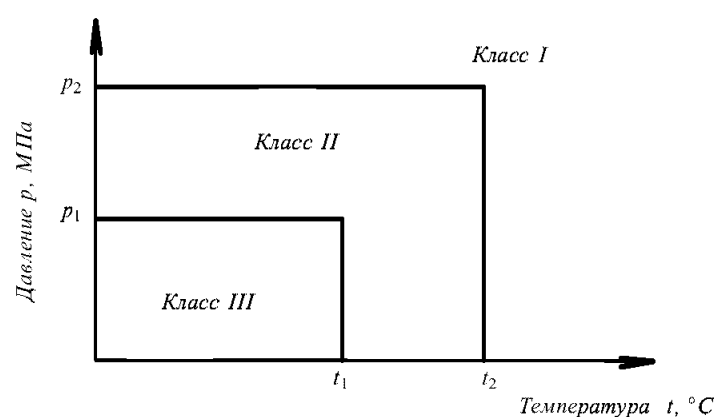 Класс I
p₂
Класс II
Давление p, МПа
p₁
Класс III
t₁
t₂
Температура t, °C